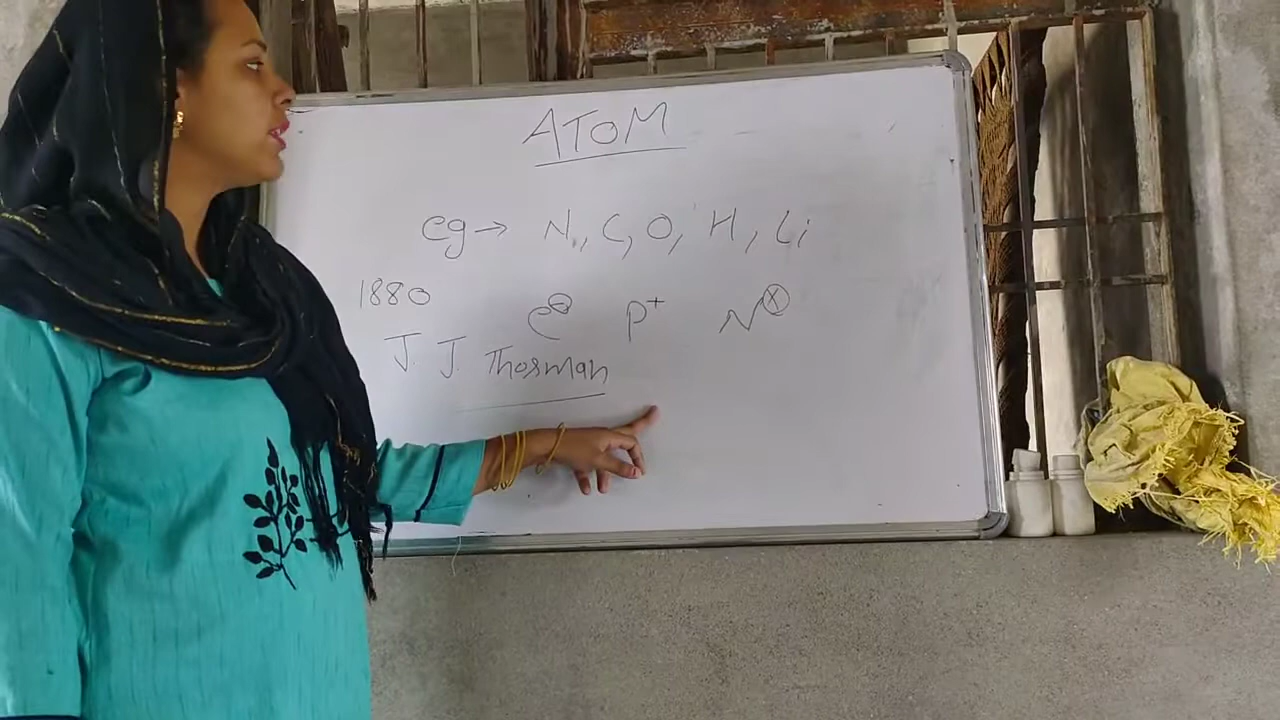 ATOM
eg→ N, C, O, H, Li
1880
e⊖ p⁺ N⊗
J. J. Thosman